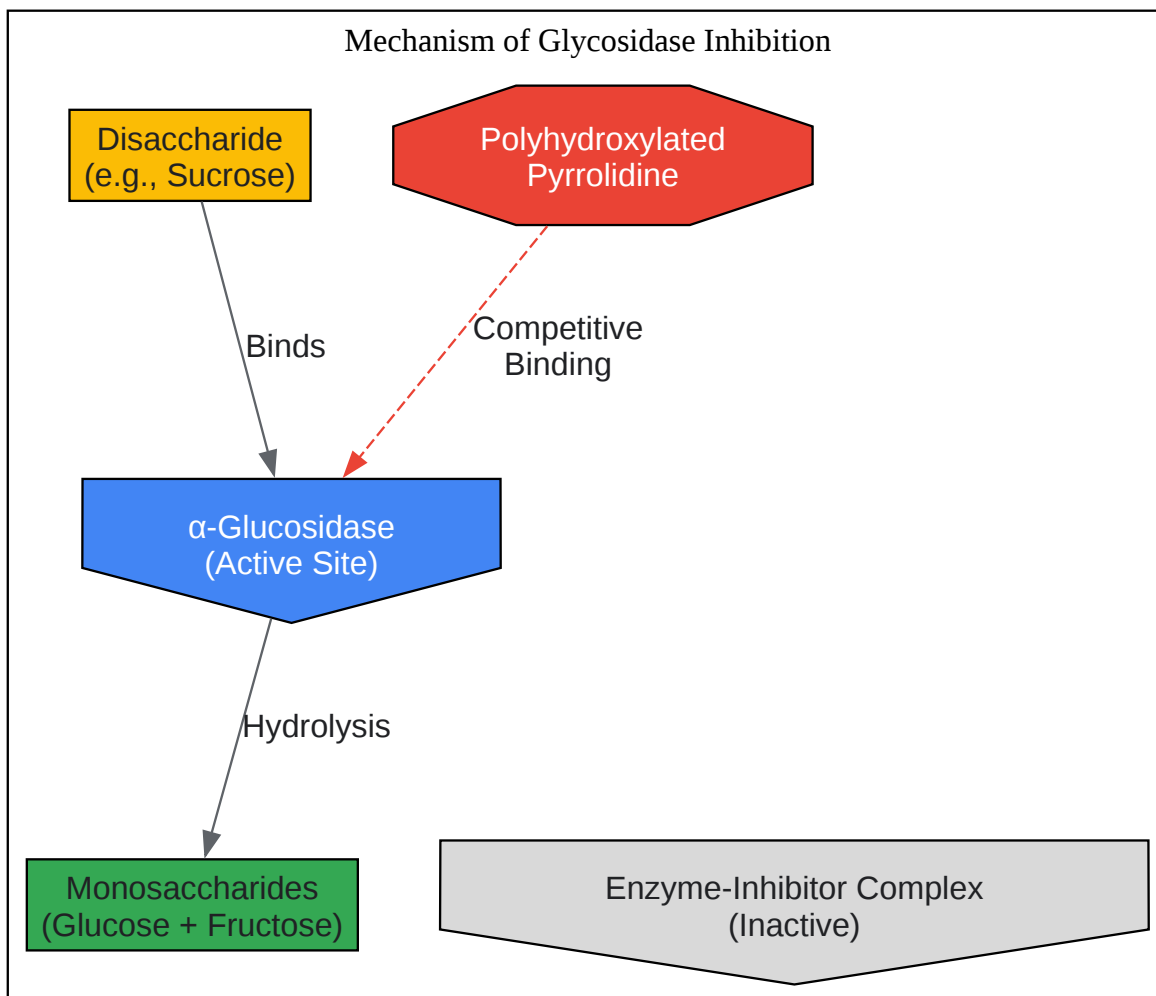 Mechanism of Glycosidase Inhibition
Disaccharide
(e.g., Sucrose)
Polyhydroxylated
Pyrrolidine
Binds
Competitive
Binding
α-Glucosidase
(Active Site)
Hydrolysis
Monosaccharides
(Glucose + Fructose)
Enzyme-Inhibitor Complex
(Inactive)